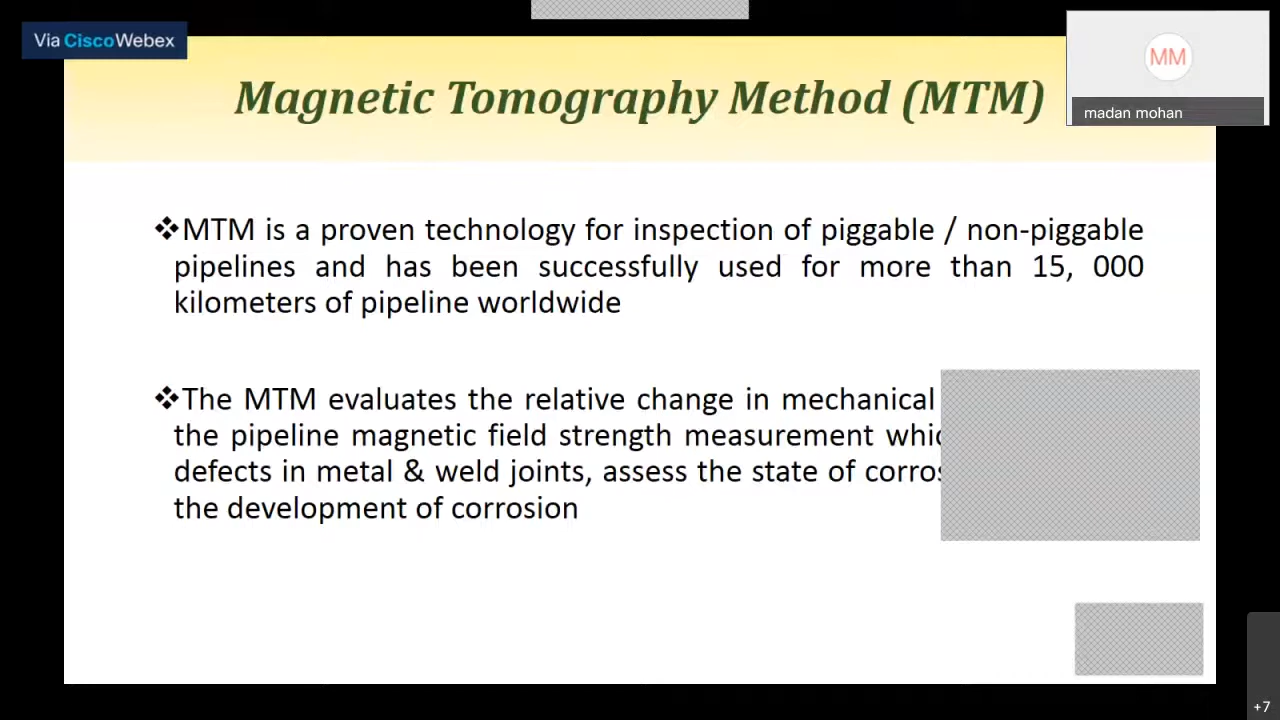 Via Cisco Webex
Magnetic Tomography Method (MTM)
MM
madan mohan
❖MTM is a proven technology for inspection of piggable / non-piggable
pipelines and has been successfully used for more than 15, 000
kilometers of pipeline worldwide
❖The MTM evaluates the relative change in mechanical
the pipeline magnetic field strength measurement
defects in metal & weld joints, assess the state of
the development of corrosion
+7